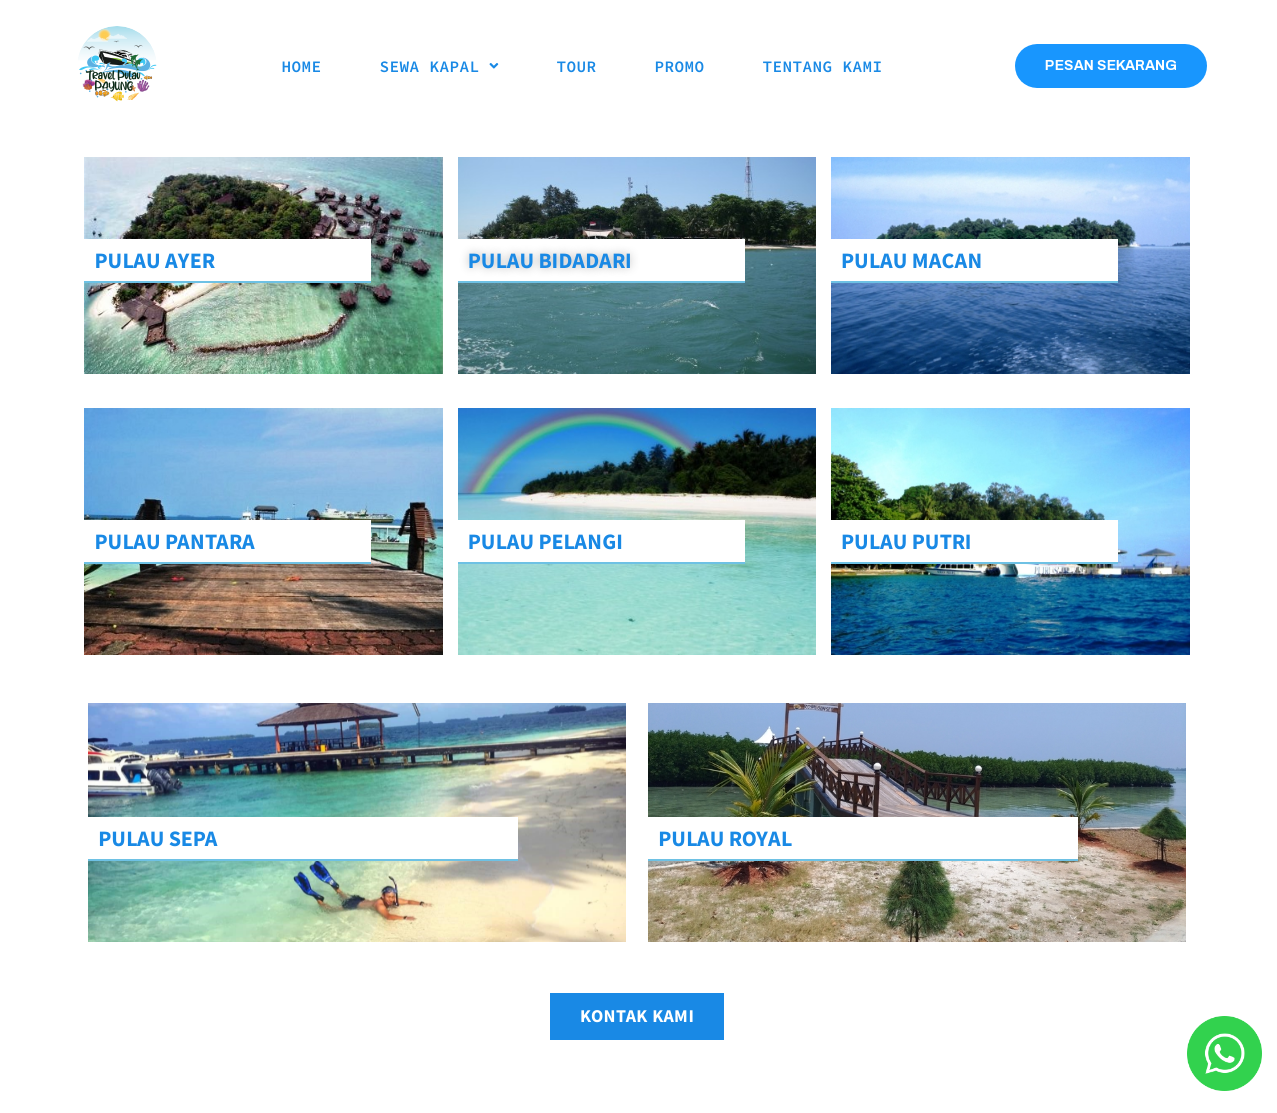 Travel Pulau
PAYUNG
HOME
SEWA KAPAL
TOUR
PROMO
TENTANG KAMI
PESAN SEKARANG
PULAU AYER
PULAU BIDADARI
PULAU MACAN
PULAU PANTARA
PULAU PELANGI
PULAU PUTRI
PULAU SEPA
PULAU ROYAL
KONTAK KAMI